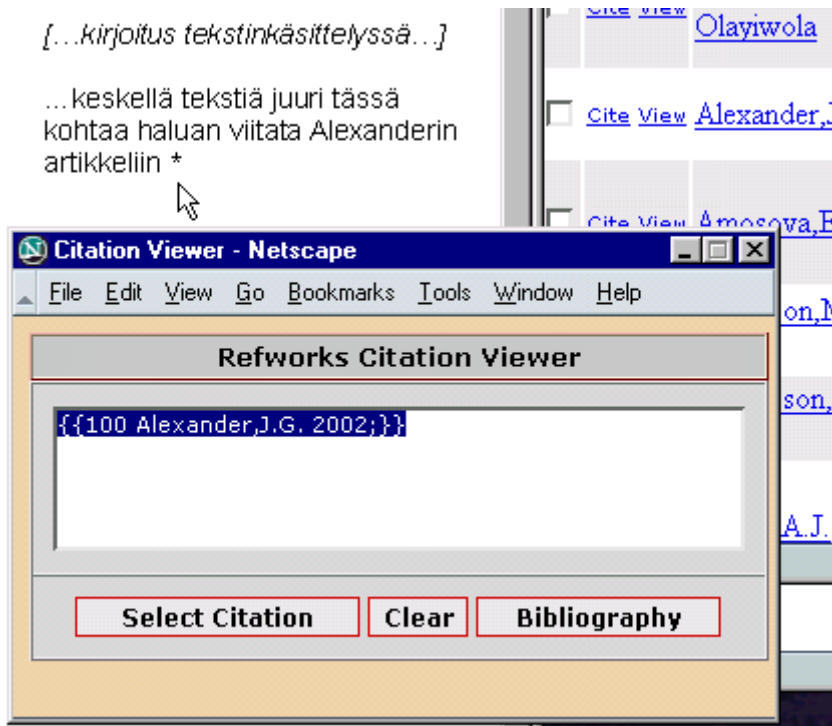 […kirjoitus tekstinkäsittelyssä…]
…keskellä tekstiä juuri tässä
kohtaa haluan viitata Alexanderin
artikkeliin *
Cite View Olayiwola
Cite View Alexander,J
Cite View Amosova,E
on,N
son,
A.J.
Citation Viewer - Netscape
File Edit View Go Bookmarks Tools Window Help
Refworks Citation Viewer
{{100 Alexander,J.G. 2002;}}
Select Citation Clear Bibliography